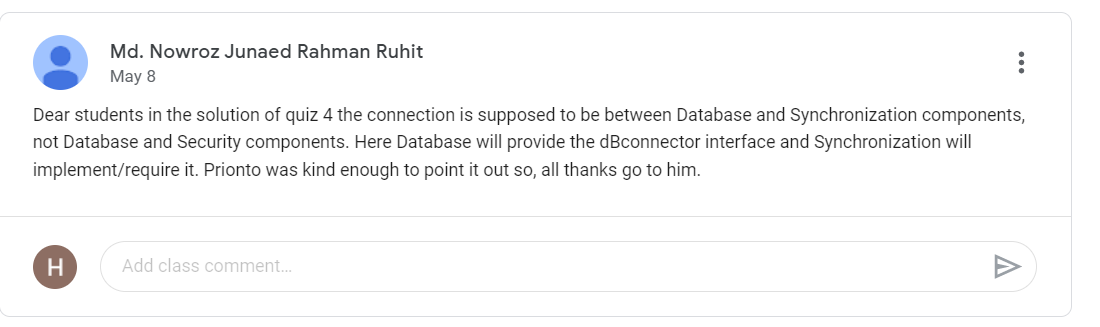 Md. Nowroz Junaed Rahman Ruhit
May 8
Dear students in the solution of quiz 4 the connection is supposed to be between Database and Synchronization components,
not Database and Security components. Here Database will provide the dBconnector interface and Synchronization will
implement/require it. Prionto was kind enough to point it out so, all thanks go to him.
H
Add class comment...